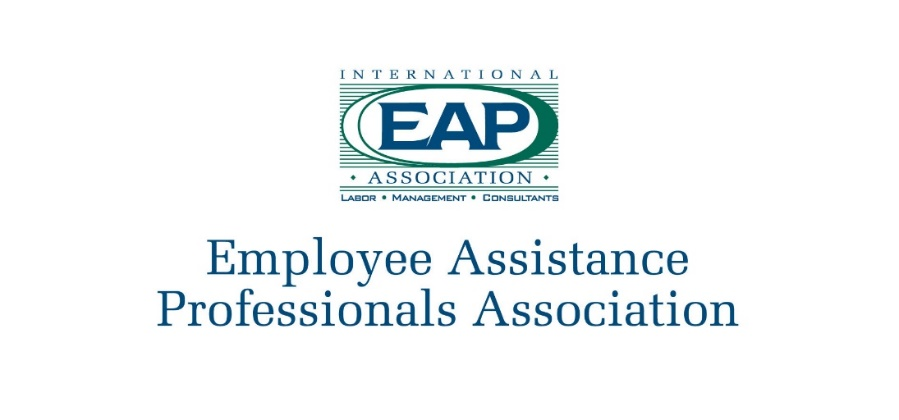 INTERNATIONAL
EAP
• ASSOCIATION •
LABOR • MANAGEMENT • CONSULTANTS
Employee Assistance
Professionals Association